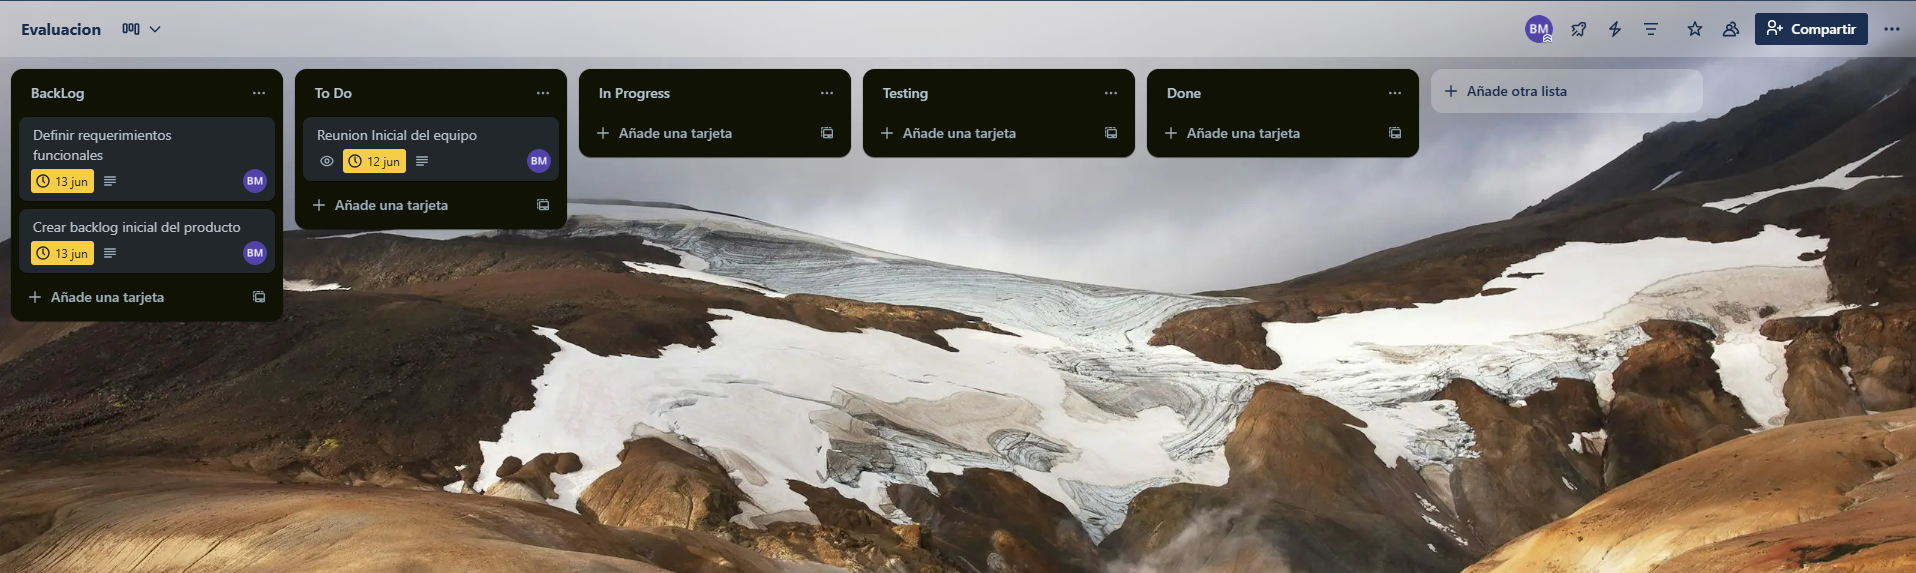 Evaluacion
BM
Compartir
BackLog
Definir requerimientos
funcionales
13 jun
BM
Crear backlog inicial del producto
13 jun
BM
Añade una tarjeta
To Do
Reunion Inicial del equipo
12 jun
BM
Añade una tarjeta
In Progress
Añade una tarjeta
Testing
Añade una tarjeta
Done
Añade una tarjeta
Añade otra lista